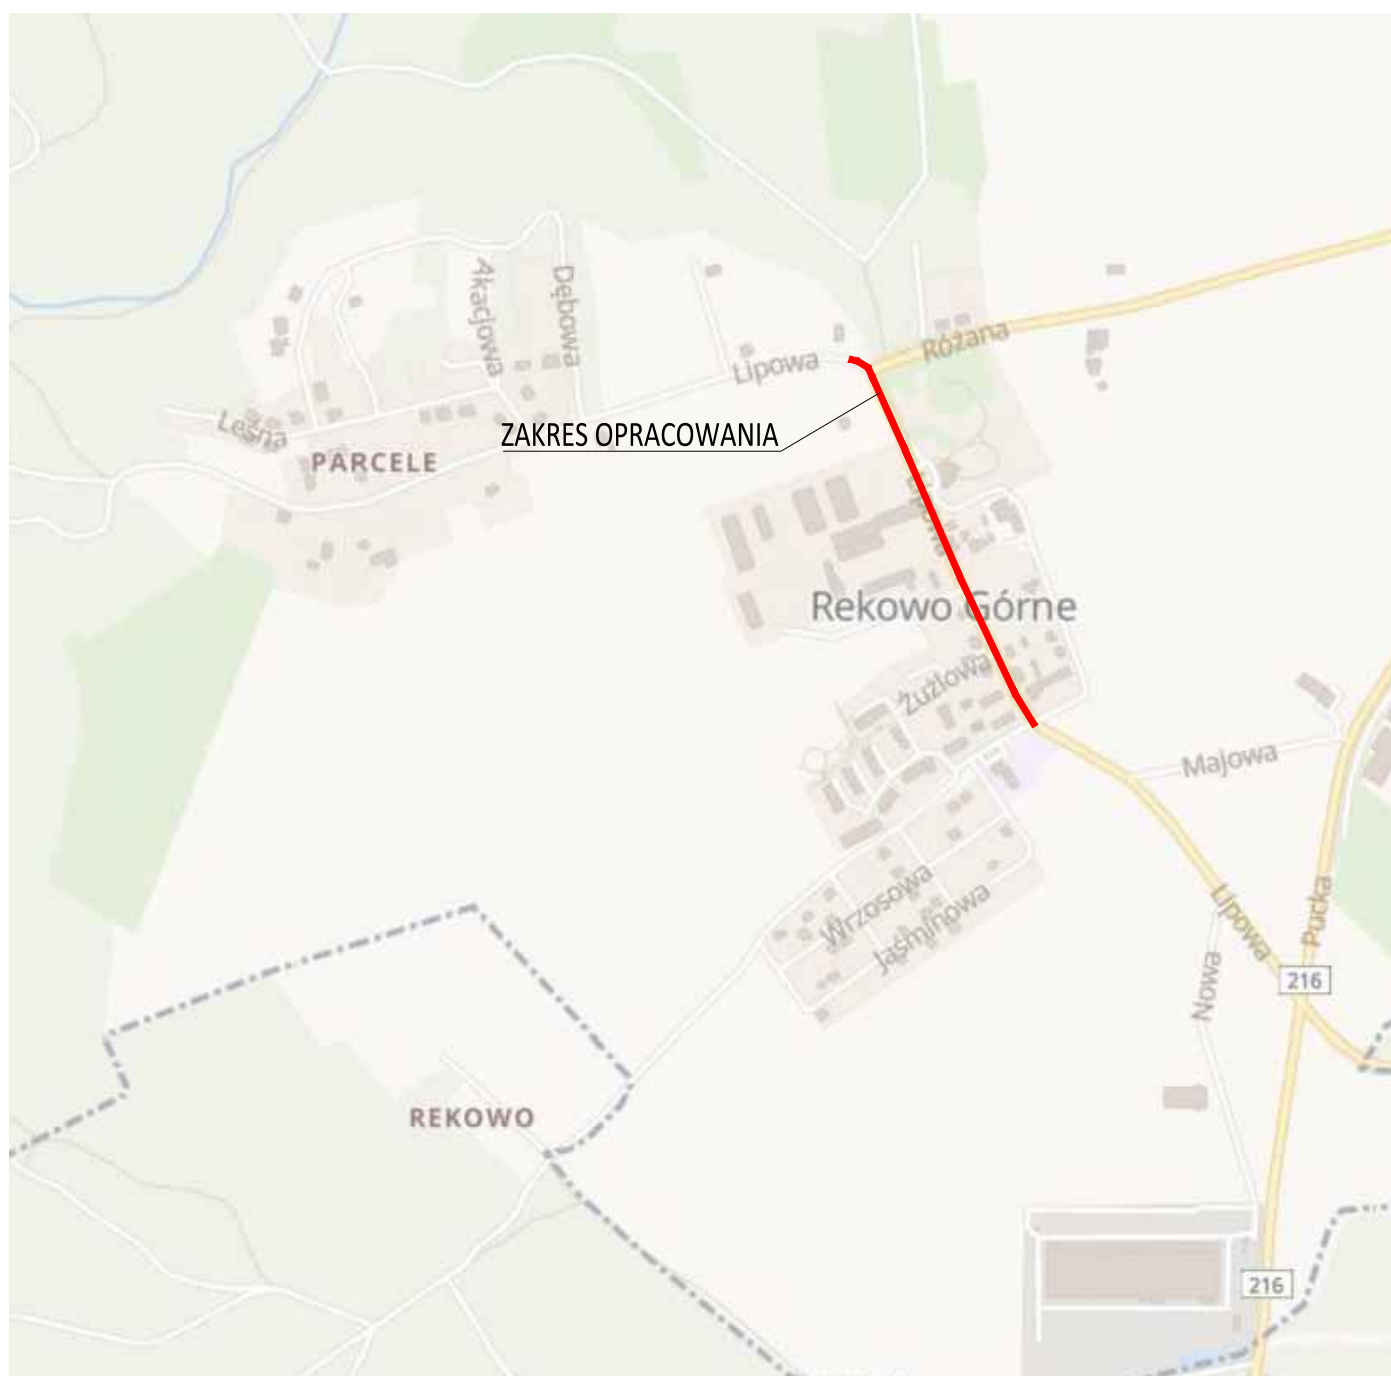 Akacjowa
Dębowa
Różana
Lipowa
Leśna
ZAKRES OPRACOWANIA
PARCELE
Lipowa
Rekowo Górne
Żużlowa
Majowa
Wrzosowa
Jaśminowa
Lipowa
Pucka
Nowa
216
REKOWO
216